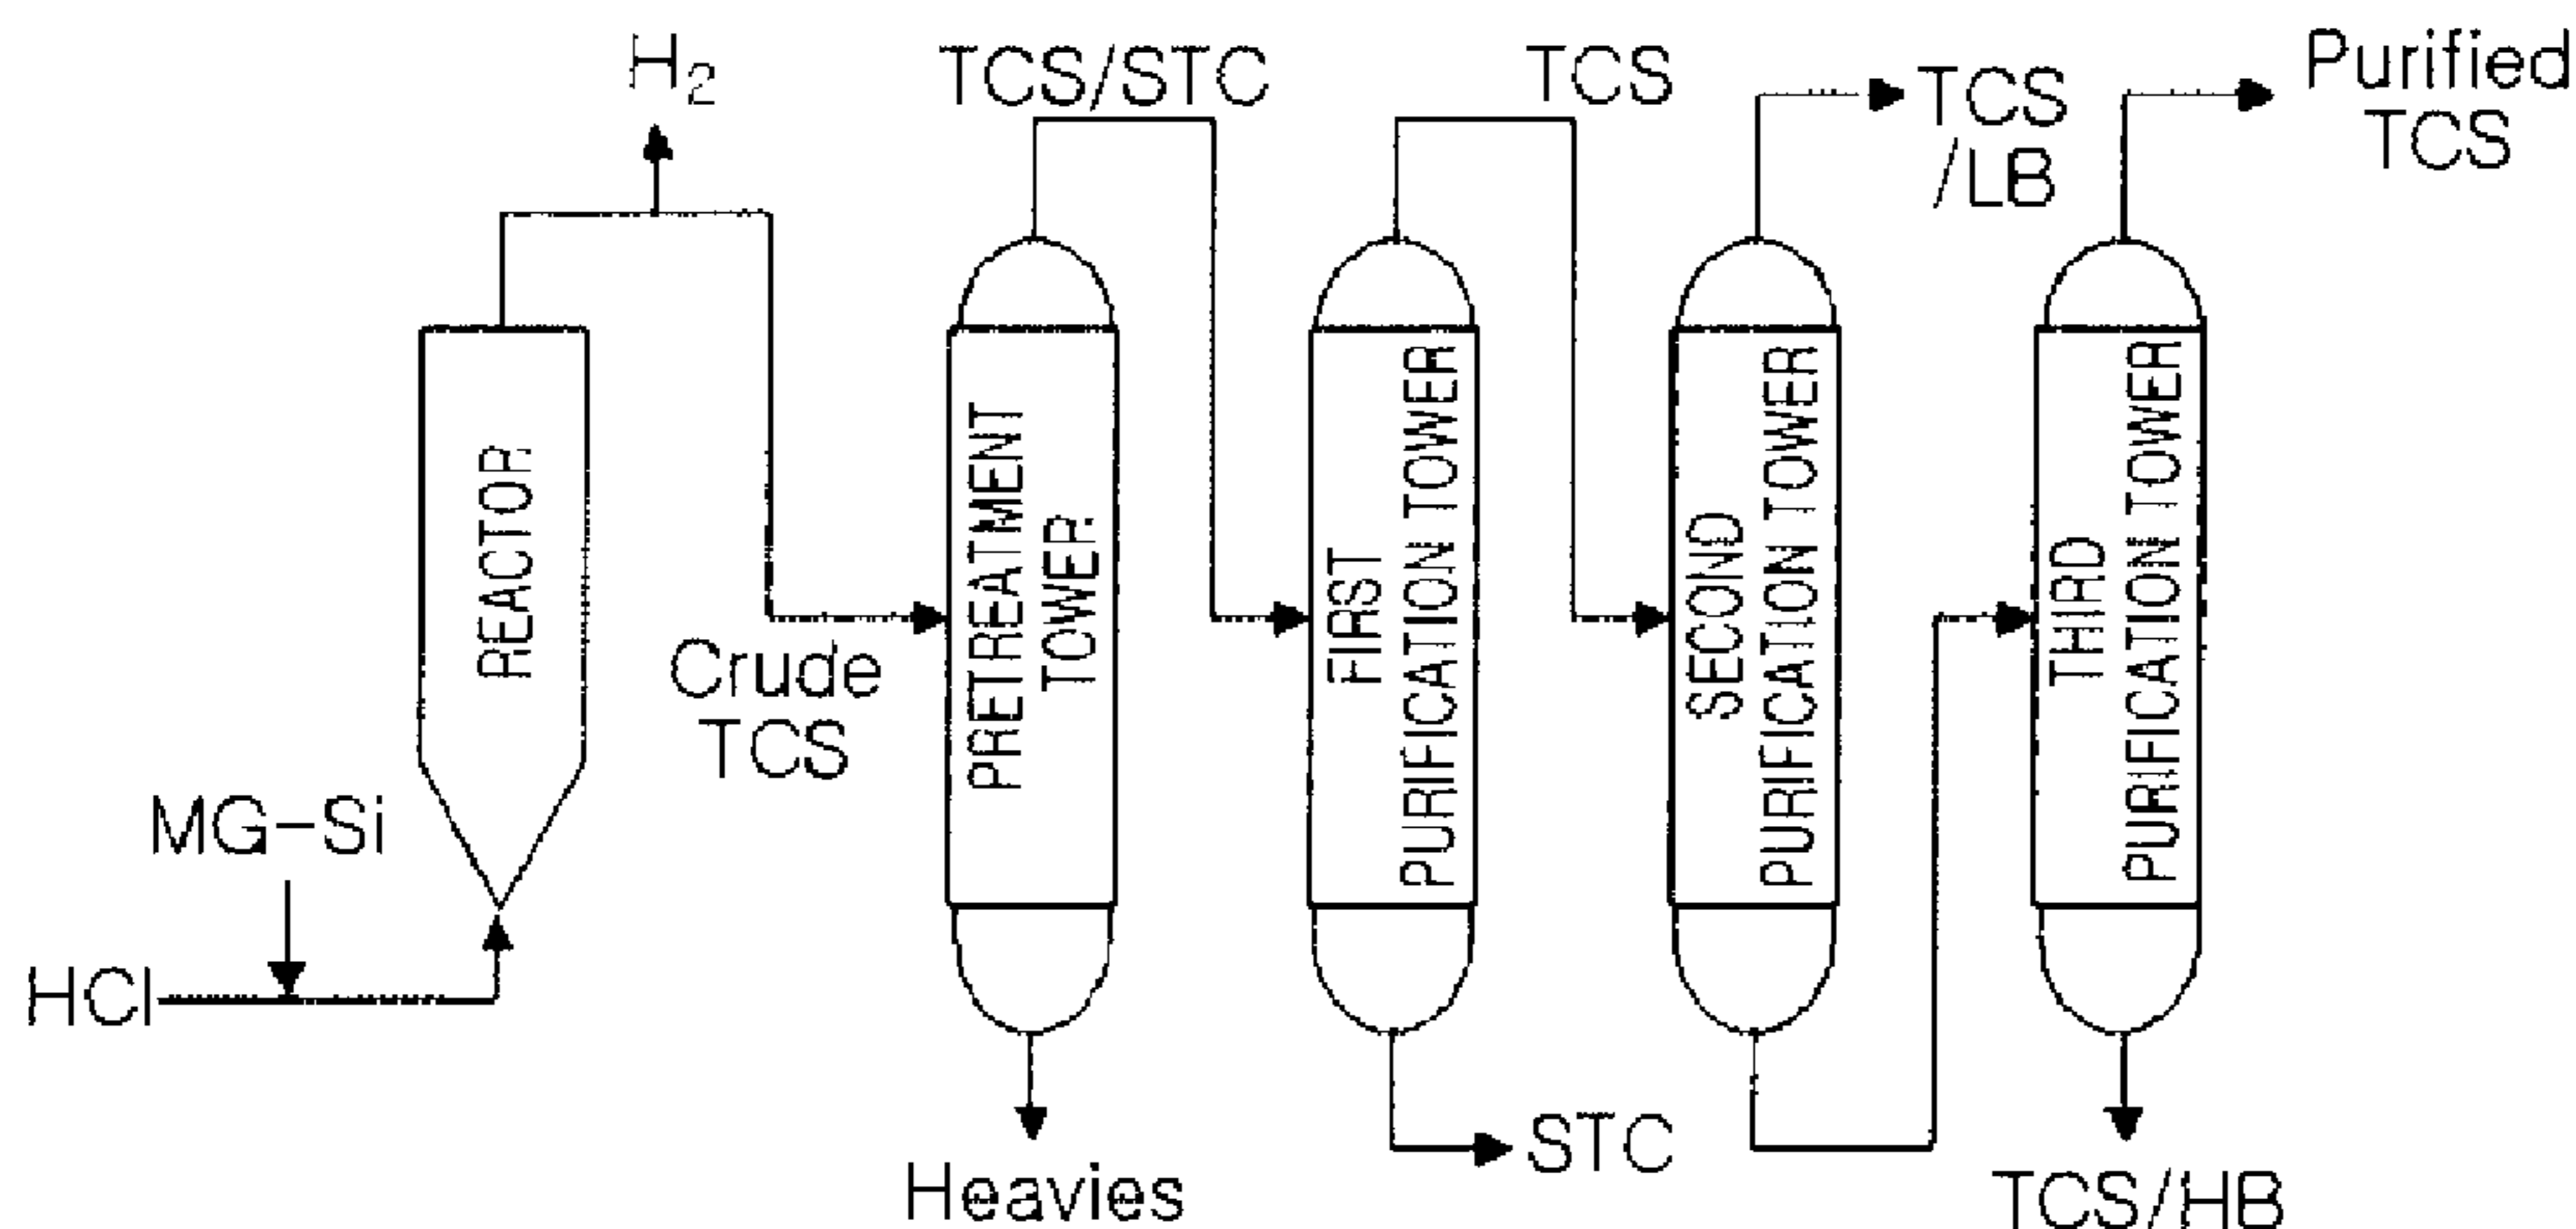 H2
TCS/STC
TCS
TCS
/LB
Purified
TCS
REACTOR
Crude
TCS
PRETREATMENT
TOWER
FIRST
PURIFICATION TOWER
SECOND
PURIFICATION TOWER
THIRD
PURIFICATION TOWER
MG-Si
HCl
Heavies
STC
TCS/HB